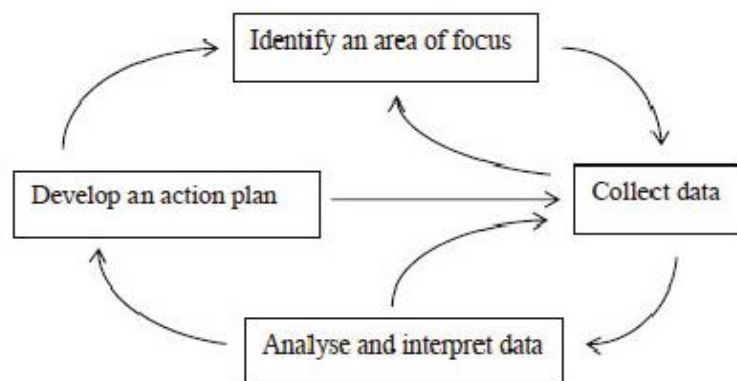 Identify an area of focus
Develop an action plan
Collect data
Analyse and interpret data